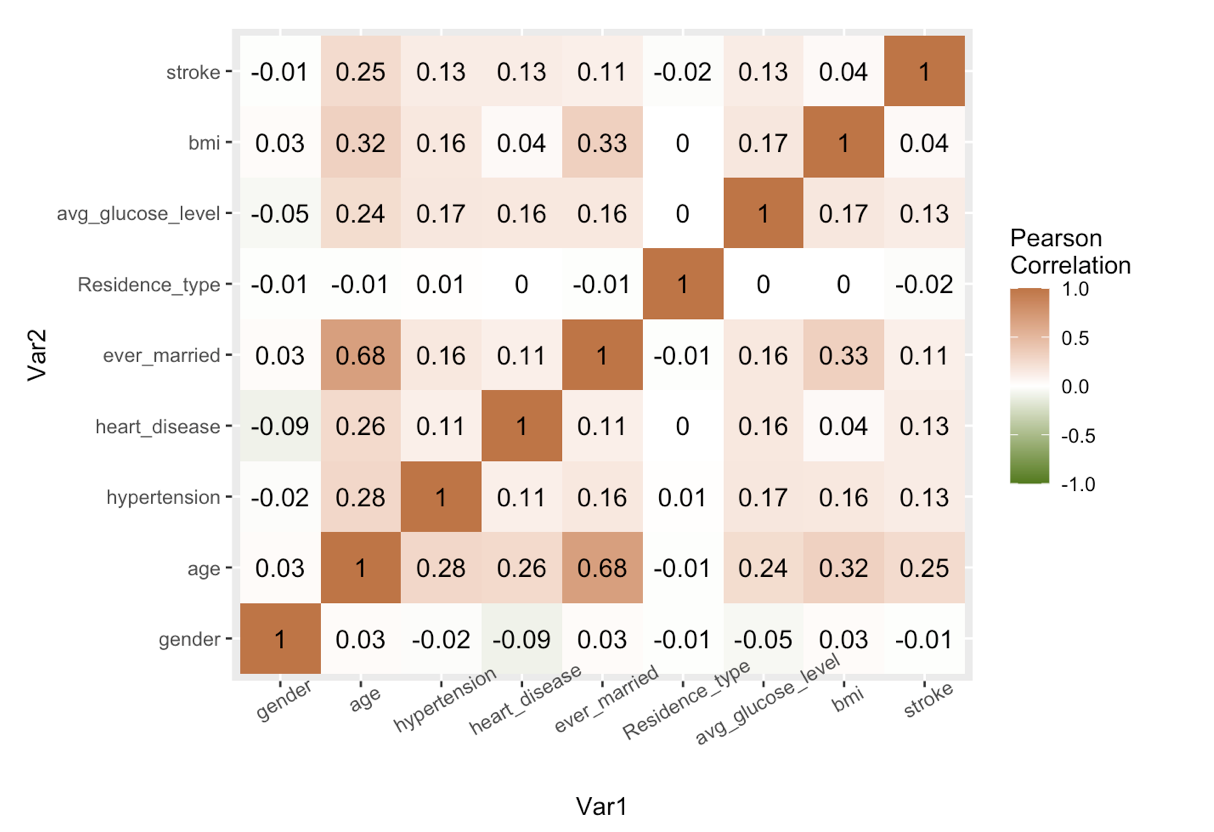 stroke -0.01 0.25 0.13 0.13 0.11 -0.02 0.13 0.04 1
bmi 0.03 0.32 0.16 0.04 0.33 0 0.17 1 0.04
avg_glucose_level -0.05 0.24 0.17 0.16 0.16 0 1 0.17 0.13
Residence_type -0.01 -0.01 0.01 0 -0.01 1 0 0 -0.02
ever_married 0.03 0.68 0.16 0.11 1 -0.01 0.16 0.33 0.11
heart_disease -0.09 0.26 0.11 1 0.11 0 0.16 0.04 0.13
hypertension -0.02 0.28 1 0.11 0.16 0.01 0.17 0.16 0.13
age 0.03 1 0.28 0.26 0.68 -0.01 0.24 0.32 0.25
gender 1 0.03 -0.02 -0.09 0.03 -0.01 -0.05 0.03 -0.01
gender age hypertension heart_disease ever_married Residence_type avg_glucose_level bmi stroke
Var1
Var2
Pearson
Correlation
1.0
0.5
0.0
-0.5
-1.0